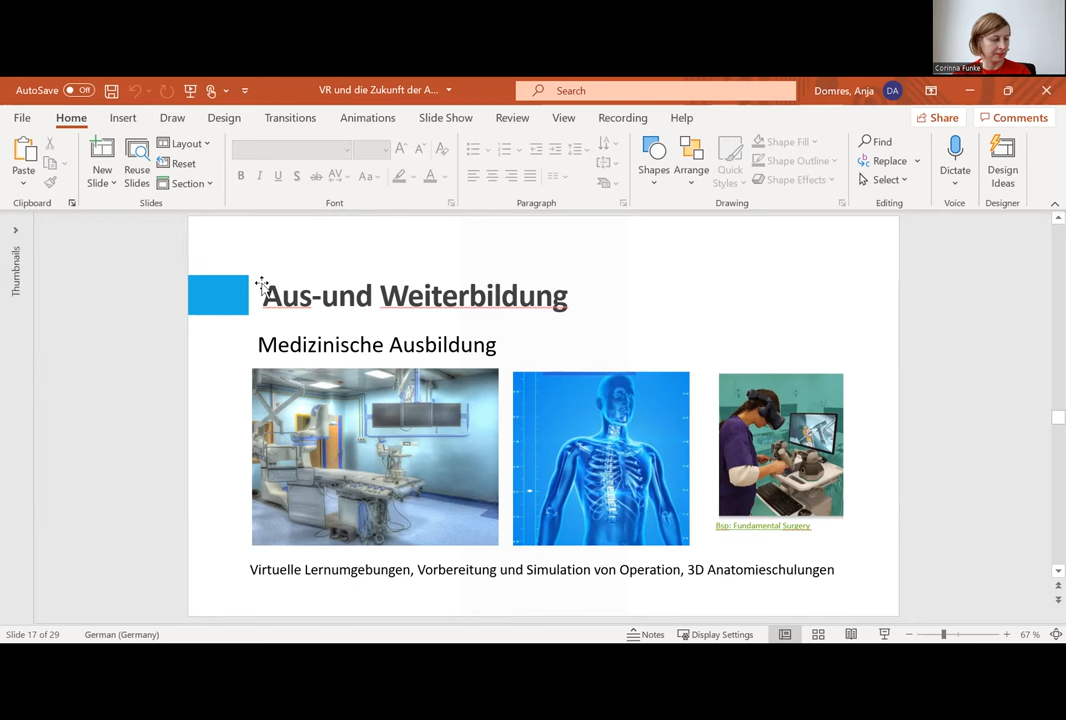 Corinna Funke
AutoSave Off VR und die Zukunft der A... Search Domres, Anja DA
File Home Insert Draw Design Transitions Animations Slide Show Review View Recording Help Share Comments
Paste
New
Slide
Reuse
Slides
Layout
Reset
Section
B I U S ab AV Aa A
Shapes
Arrange
Quick
Styles
Shape Fill
Shape Outline
Shape Effects
Find
Replace
Select
Dictate
Design
Ideas
Clipboard Slides Font Paragraph Drawing Editing Voice Designer
Thumbnails
Aus-und Weiterbildung
Medizinische Ausbildung
Bsp: Fundamental Surgery
Virtuelle Lernumgebungen, Vorbereitung und Simulation von Operation, 3D Anatomieschulungen
Slide 17 of 29 German (Germany) Notes Display Settings 67 %